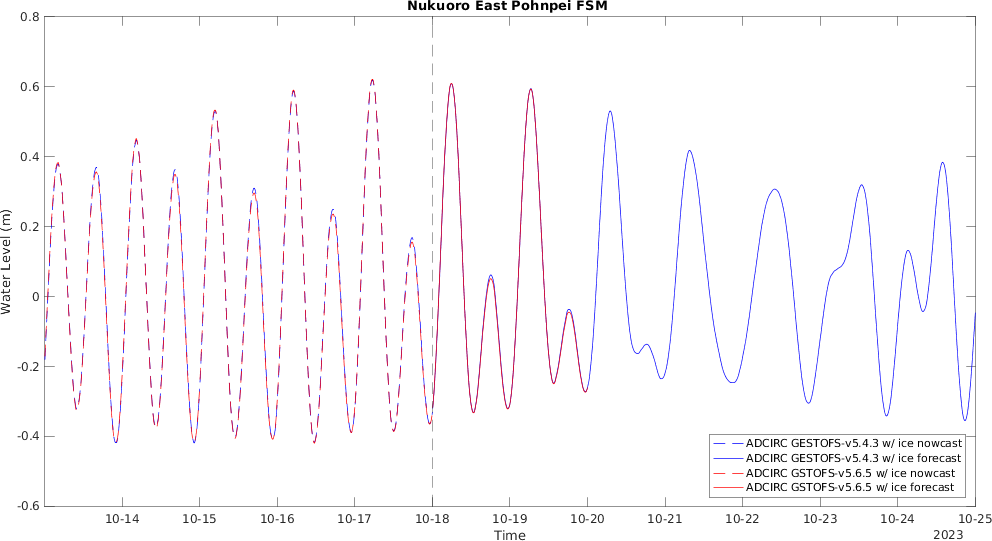 Nukuoro East Pohnpei FSM
0.8
0.6
0.4
0.2
0
-0.2
-0.4
-0.6
Water Level (m)
ADCIRC GESTOFS-v5.4.3 w/ ice nowcast
ADCIRC GESTOFS-v5.4.3 w/ ice forecast
ADCIRC GSTOFS-v5.6.5 w/ ice nowcast
ADCIRC GSTOFS-v5.6.5 w/ ice forecast
10-14 10-15 10-16 10-17 10-18 10-19 10-20 10-21 10-22 10-23 10-24 10-25
Time
2023